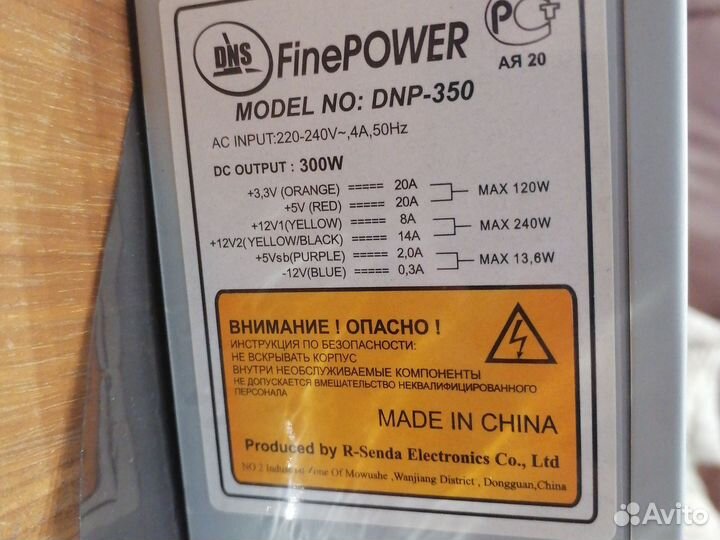 DNS
FinePOWER
РСТ
АЯ 20
MODEL NO: DNP-350
AC INPUT:220-240V~,4A,50Hz
DC OUTPUT : 300W
+3,3V (ORANGE) ===== 20A
+5V (RED) ===== 20A
MAX 120W
+12V1(YELLOW) ===== 8A
+12V2(YELLOW/BLACK) ===== 14A
MAX 240W
+5Vsb(PURPLE) ===== 2,0A
-12V(BLUE) ===== 0,3A
MAX 13,6W
ВНИМАНИЕ ! ОПАСНО !
ИНСТРУКЦИЯ ПО БЕЗОПАСНОСТИ:
НЕ ВСКРЫВАТЬ КОРПУС
ВНУТРИ НЕОБСЛУЖИВАЕМЫЕ КОМПОНЕНТЫ
НЕ ДОПУСКАЕТСЯ ВМЕШАТЕЛЬСТВО НЕКВАЛИФИЦИРОВАННОГО
ПЕРСОНАЛА
MADE IN CHINA
Produced by R-Senda Electronics Co., Ltd
NO 2 Industrial Zone Of Mowushe ,Wanjiang District , Dongguan,China
Avito